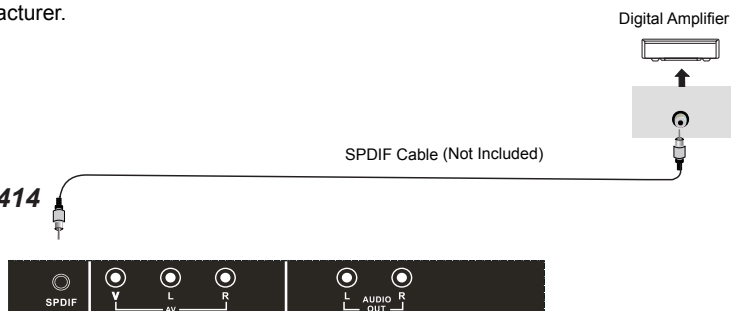 acturer.
Digital Amplifier
SPDIF Cable (Not Included)
414
SPDIF
V L R
AV
L AUDIO R
OUT